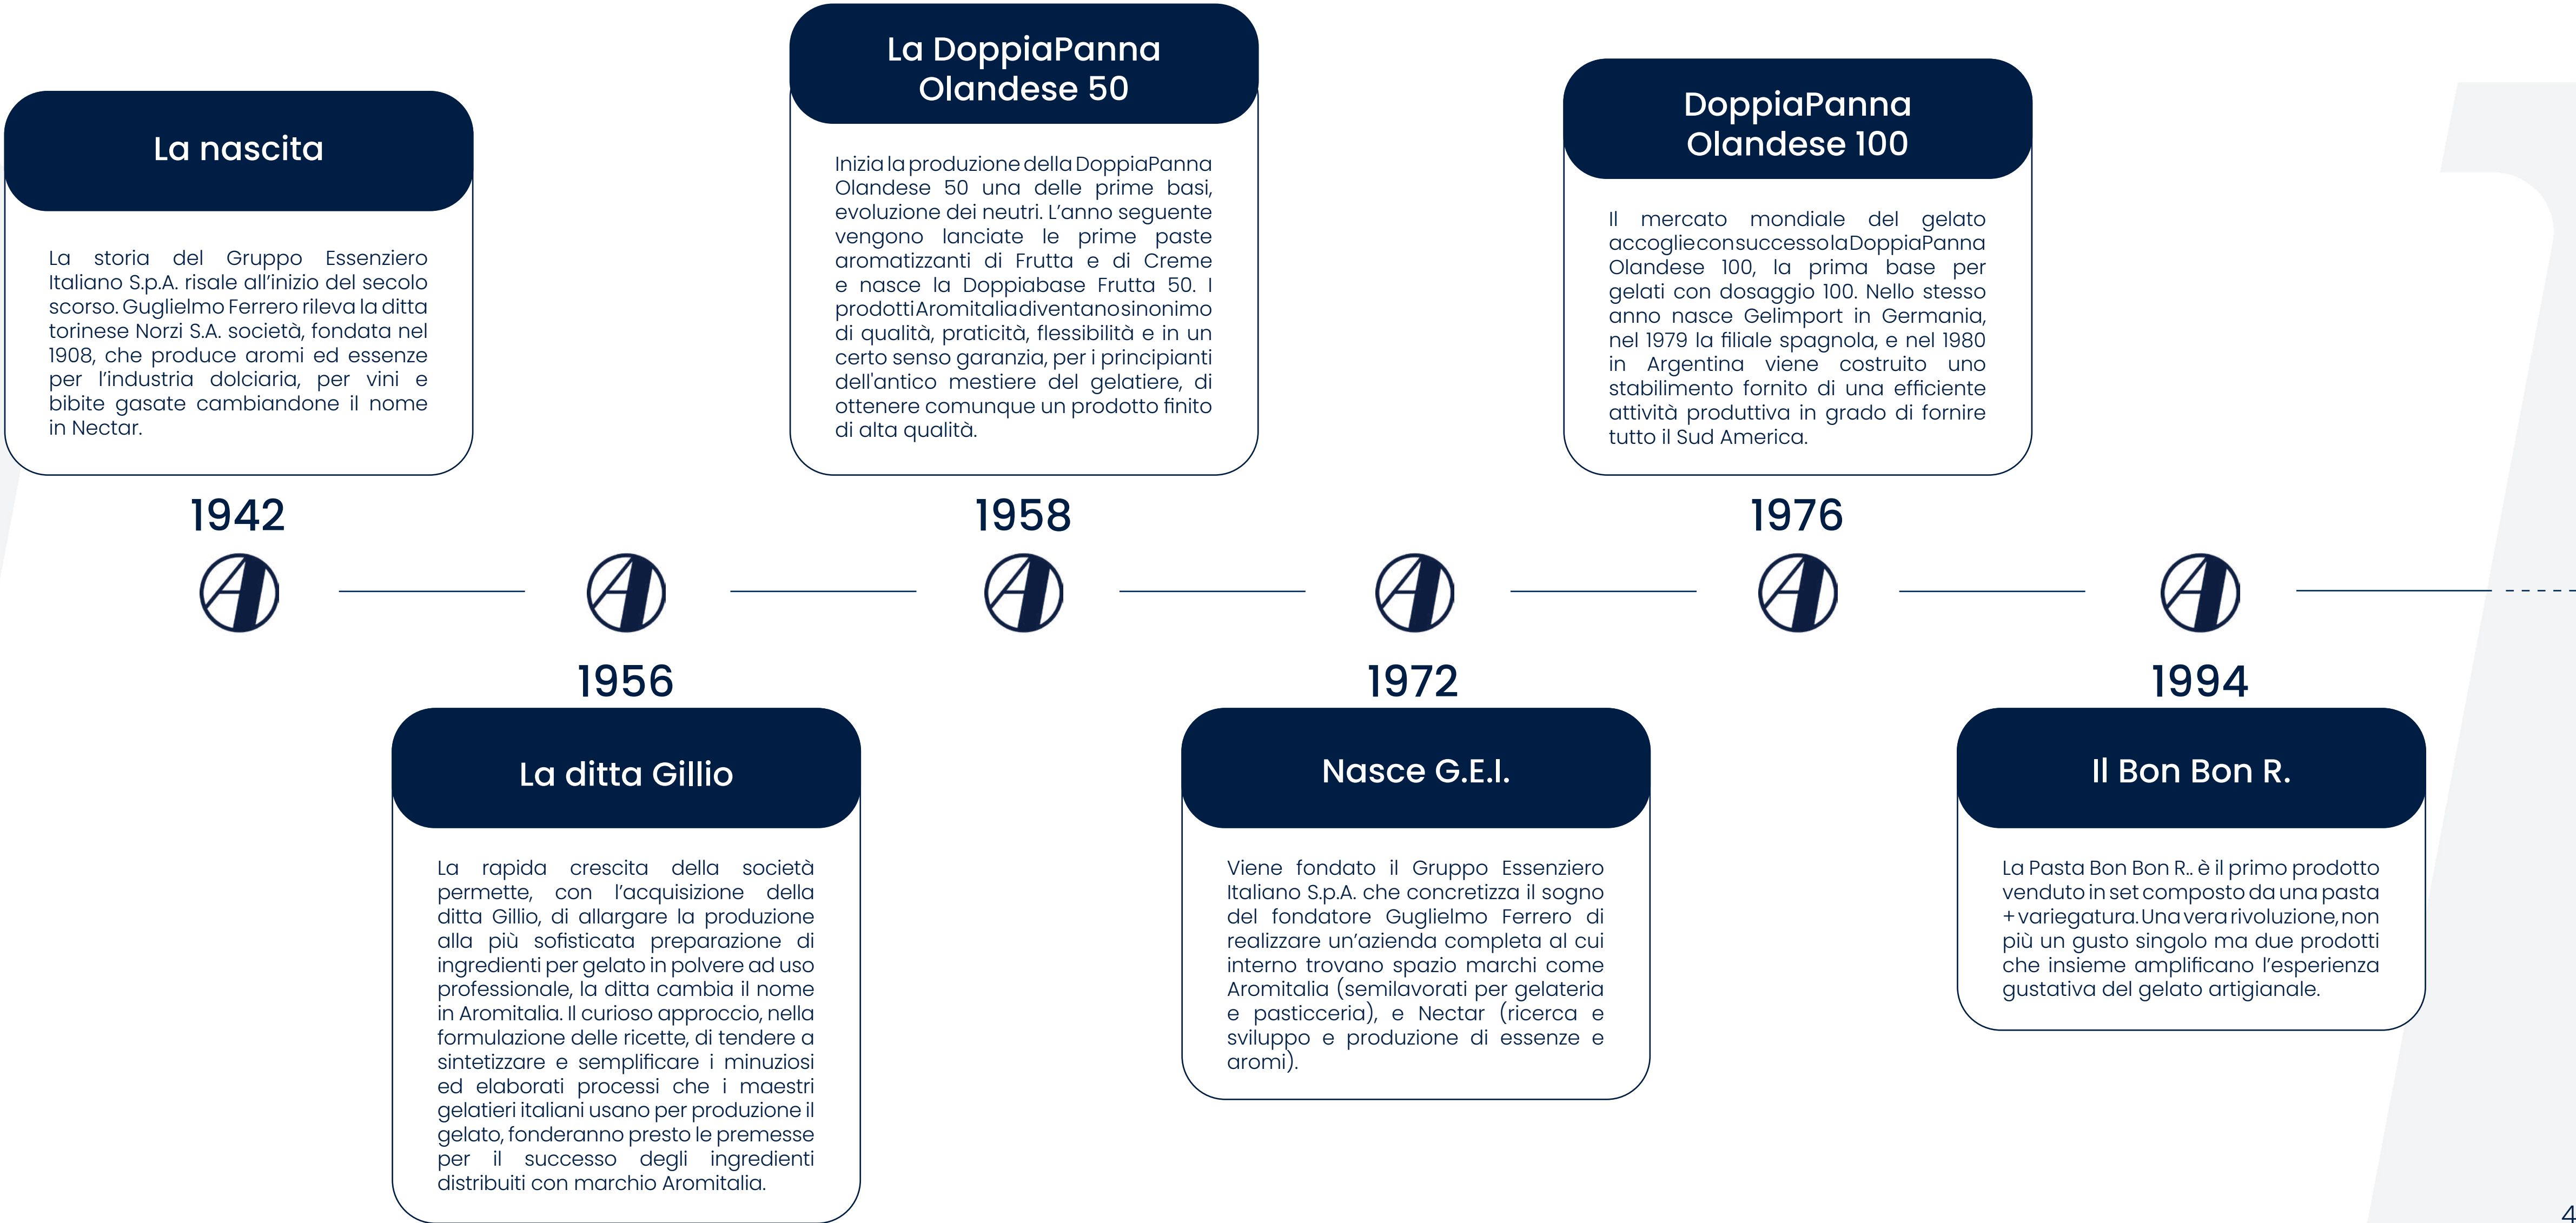 La nascita
La storia del Gruppo Essenziero
Italiano S.p.A. risale all’inizio del secolo
scorso. Guglielmo Ferrero rileva la ditta
torinese Norzi S.A. società, fondata nel
1908, che produce aromi ed essenze
per l’industria dolciaria, per vini e
bibite gasate cambiandone il nome
in Nectar.
1942
1956
La ditta Gillio
La rapida crescita della società
permette, con l’acquisizione della
ditta Gillio, di allargare la produzione
alla più sofisticata preparazione di
ingredienti per gelato in polvere ad uso
professionale, la ditta cambia il nome
in Aromitalia. Il curioso approccio, nella
formulazione delle ricette, di tendere a
sintetizzare e semplificare i minuziosi
ed elaborati processi che i maestri
gelatieri italiani usano per produzione il
gelato, fonderanno presto le premesse
per il successo degli ingredienti
distribuiti con marchio Aromitalia.
La DoppiaPanna
Olandese 50
Inizia la produzione della DoppiaPanna
Olandese 50 una delle prime basi,
evoluzione dei neutri. L’anno seguente
vengono lanciate le prime paste
aromatizzanti di Frutta e di Creme
e nasce la Doppiabase Frutta 50. I
prodotti Aromitalia diventano sinonimo
di qualità, praticità, flessibilità e in un
certo senso garanzia, per i principianti
dell'antico mestiere del gelatiere, di
ottenere comunque un prodotto finito
di alta qualità.
1958
1972
Nasce G.E.I.
Viene fondato il Gruppo Essenziero
Italiano S.p.A. che concretizza il sogno
del fondatore Guglielmo Ferrero di
realizzare un’azienda completa al cui
interno trovano spazio marchi come
Aromitalia (semilavorati per gelateria
e pasticceria), e Nectar (ricerca e
sviluppo e produzione di essenze e
aromi).
DoppiaPanna
Olandese 100
Il mercato mondiale del gelato
accoglie con successo la DoppiaPanna
Olandese 100, la prima base per
gelati con dosaggio 100. Nello stesso
anno nasce Gelimport in Germania,
nel 1979 la filiale spagnola, e nel 1980
in Argentina viene costruito uno
stabilimento fornito di una efficiente
attività produttiva in grado di fornire
tutto il Sud America.
1976
1994
Il Bon Bon R.
La Pasta Bon Bon R.. è il primo prodotto
venduto in set composto da una pasta
+ variegatura. Una vera rivoluzione, non
più un gusto singolo ma due prodotti
che insieme amplificano l’esperienza
gustativa del gelato artigianale.
4